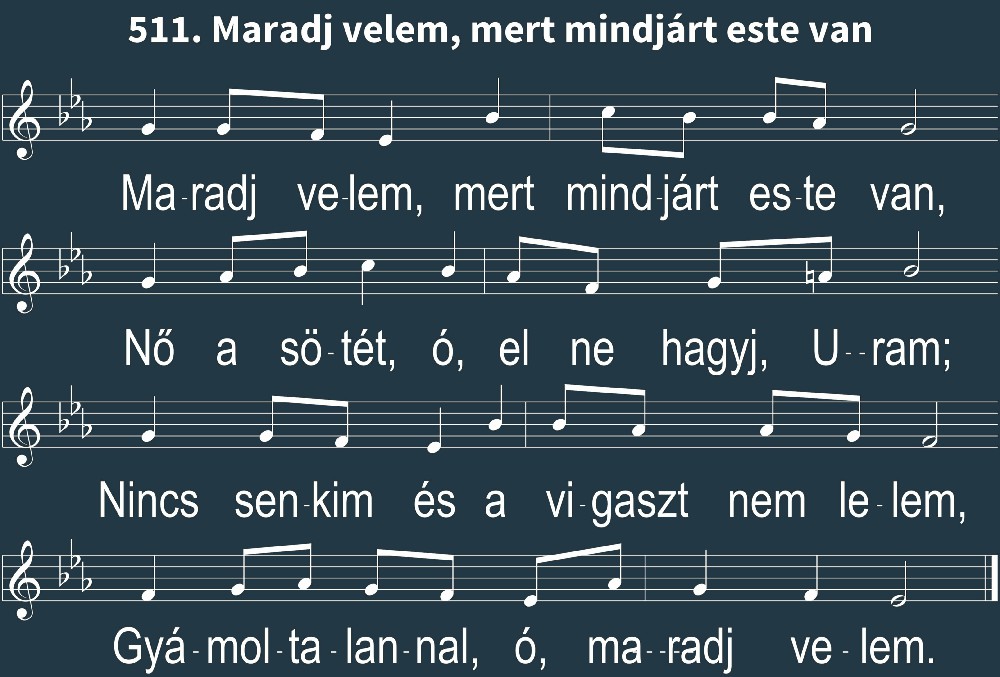 511. Maradj velem, mert mindjárt este van
Ma-radj ve-lem, mert mind-járt es-te van,
Nő a sö-tét, ó, el ne hagyj, U--ram;
Nincs sen-kim és a vi-gaszt nem le-lem,
Gyá-mol-ta-lan-nal, ó, ma--radj ve-lem.